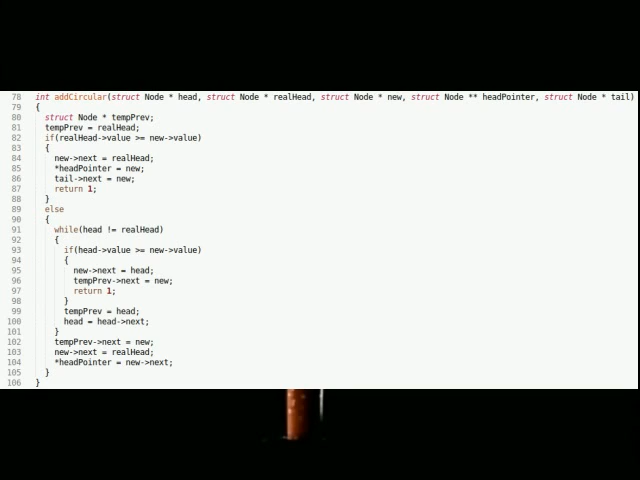 78 int addCircular(struct Node * head, struct Node * realHead, struct Node * new, struct Node ** headPointer, struct Node * tail)
79 {
80 struct Node * tempPrev;
81 tempPrev = realHead;
82 if(realHead->value >= new->value)
83 {
84 new->next = realHead;
85 *headPointer = new;
86 tail->next = new;
87 return 1;
88 }
89 else
90 {
91 while(head != realHead)
92 {
93 if(head->value >= new->value)
94 {
95 new->next = head;
96 tempPrev->next = new;
97 return 1;
98 }
99 tempPrev = head;
100 head = head->next;
101 }
102 tempPrev->next = new;
103 new->next = realHead;
104 *headPointer = new->next;
105 }
106 }